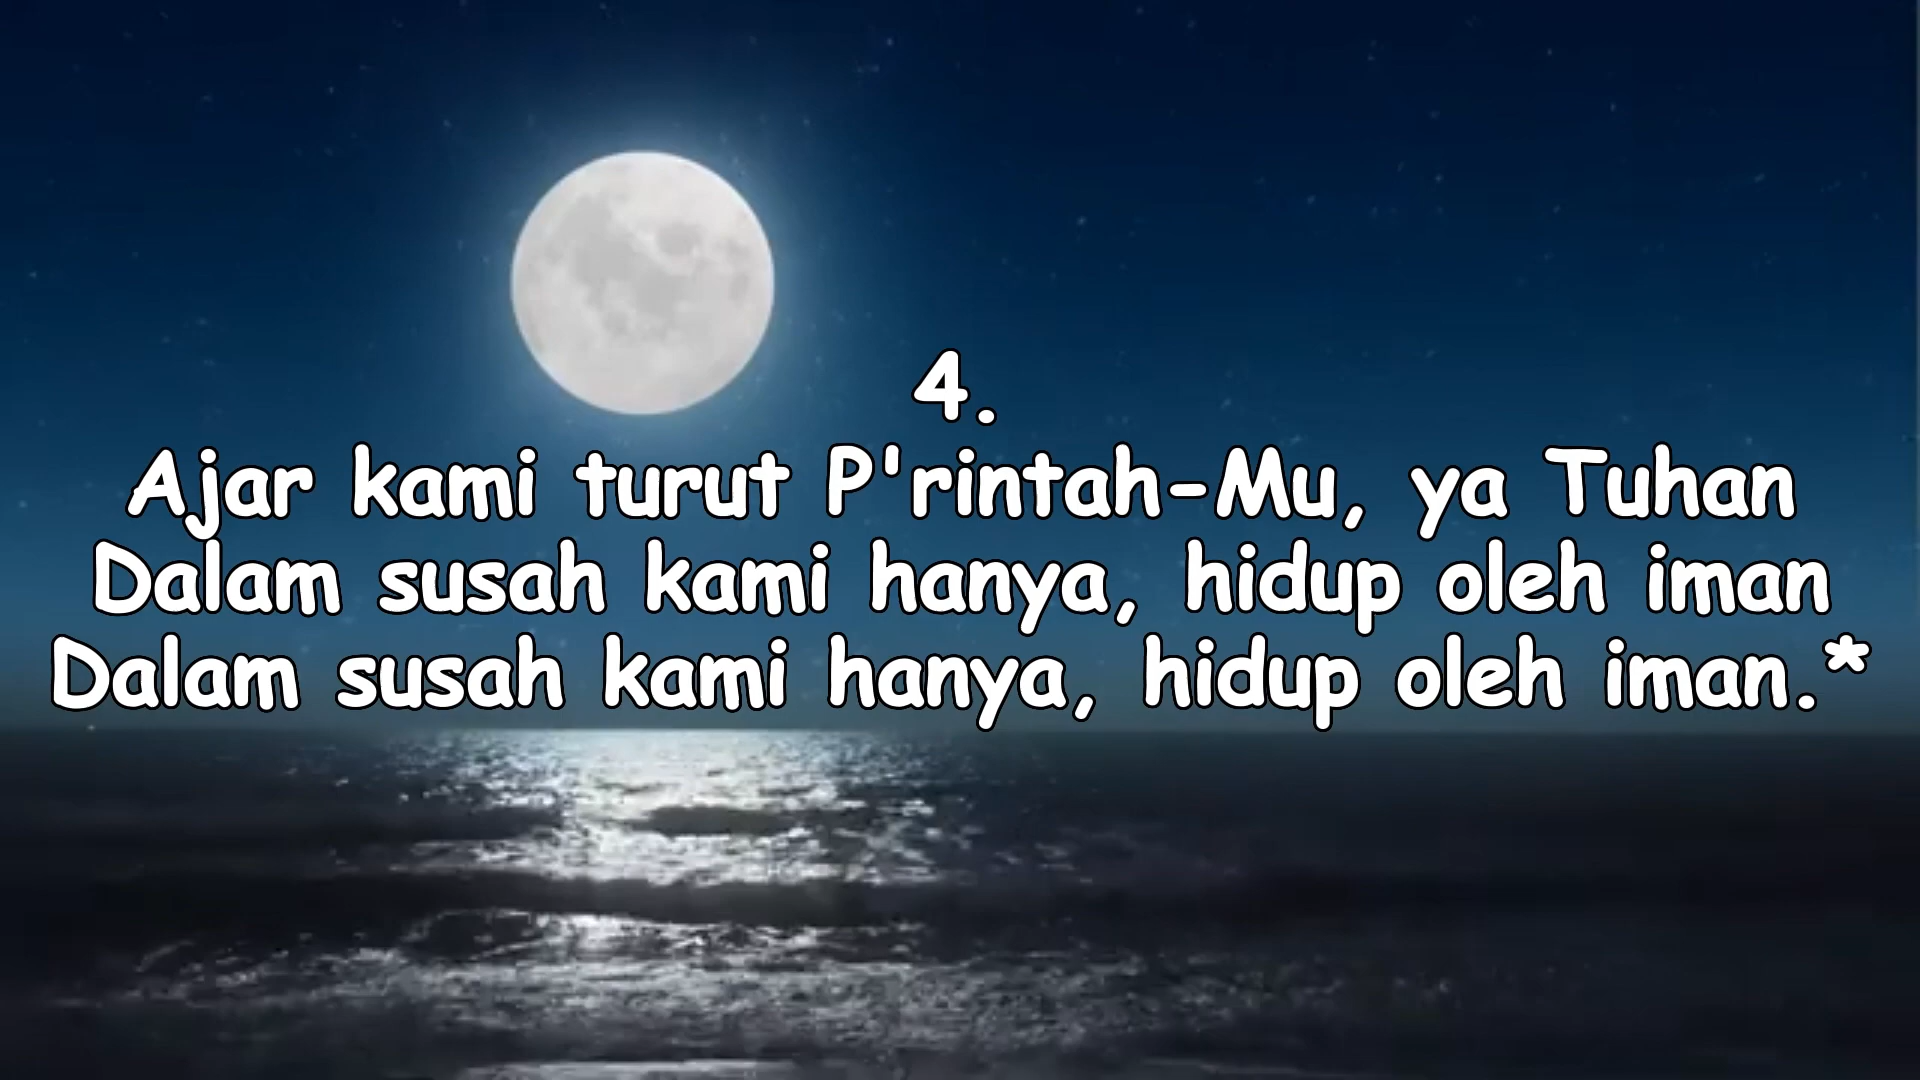 4.
Ajar kami turut P'rintah-Mu, ya Tuhan
Dalam susah kami hanya, hidup oleh iman
Dalam susah kami hanya, hidup oleh iman.*